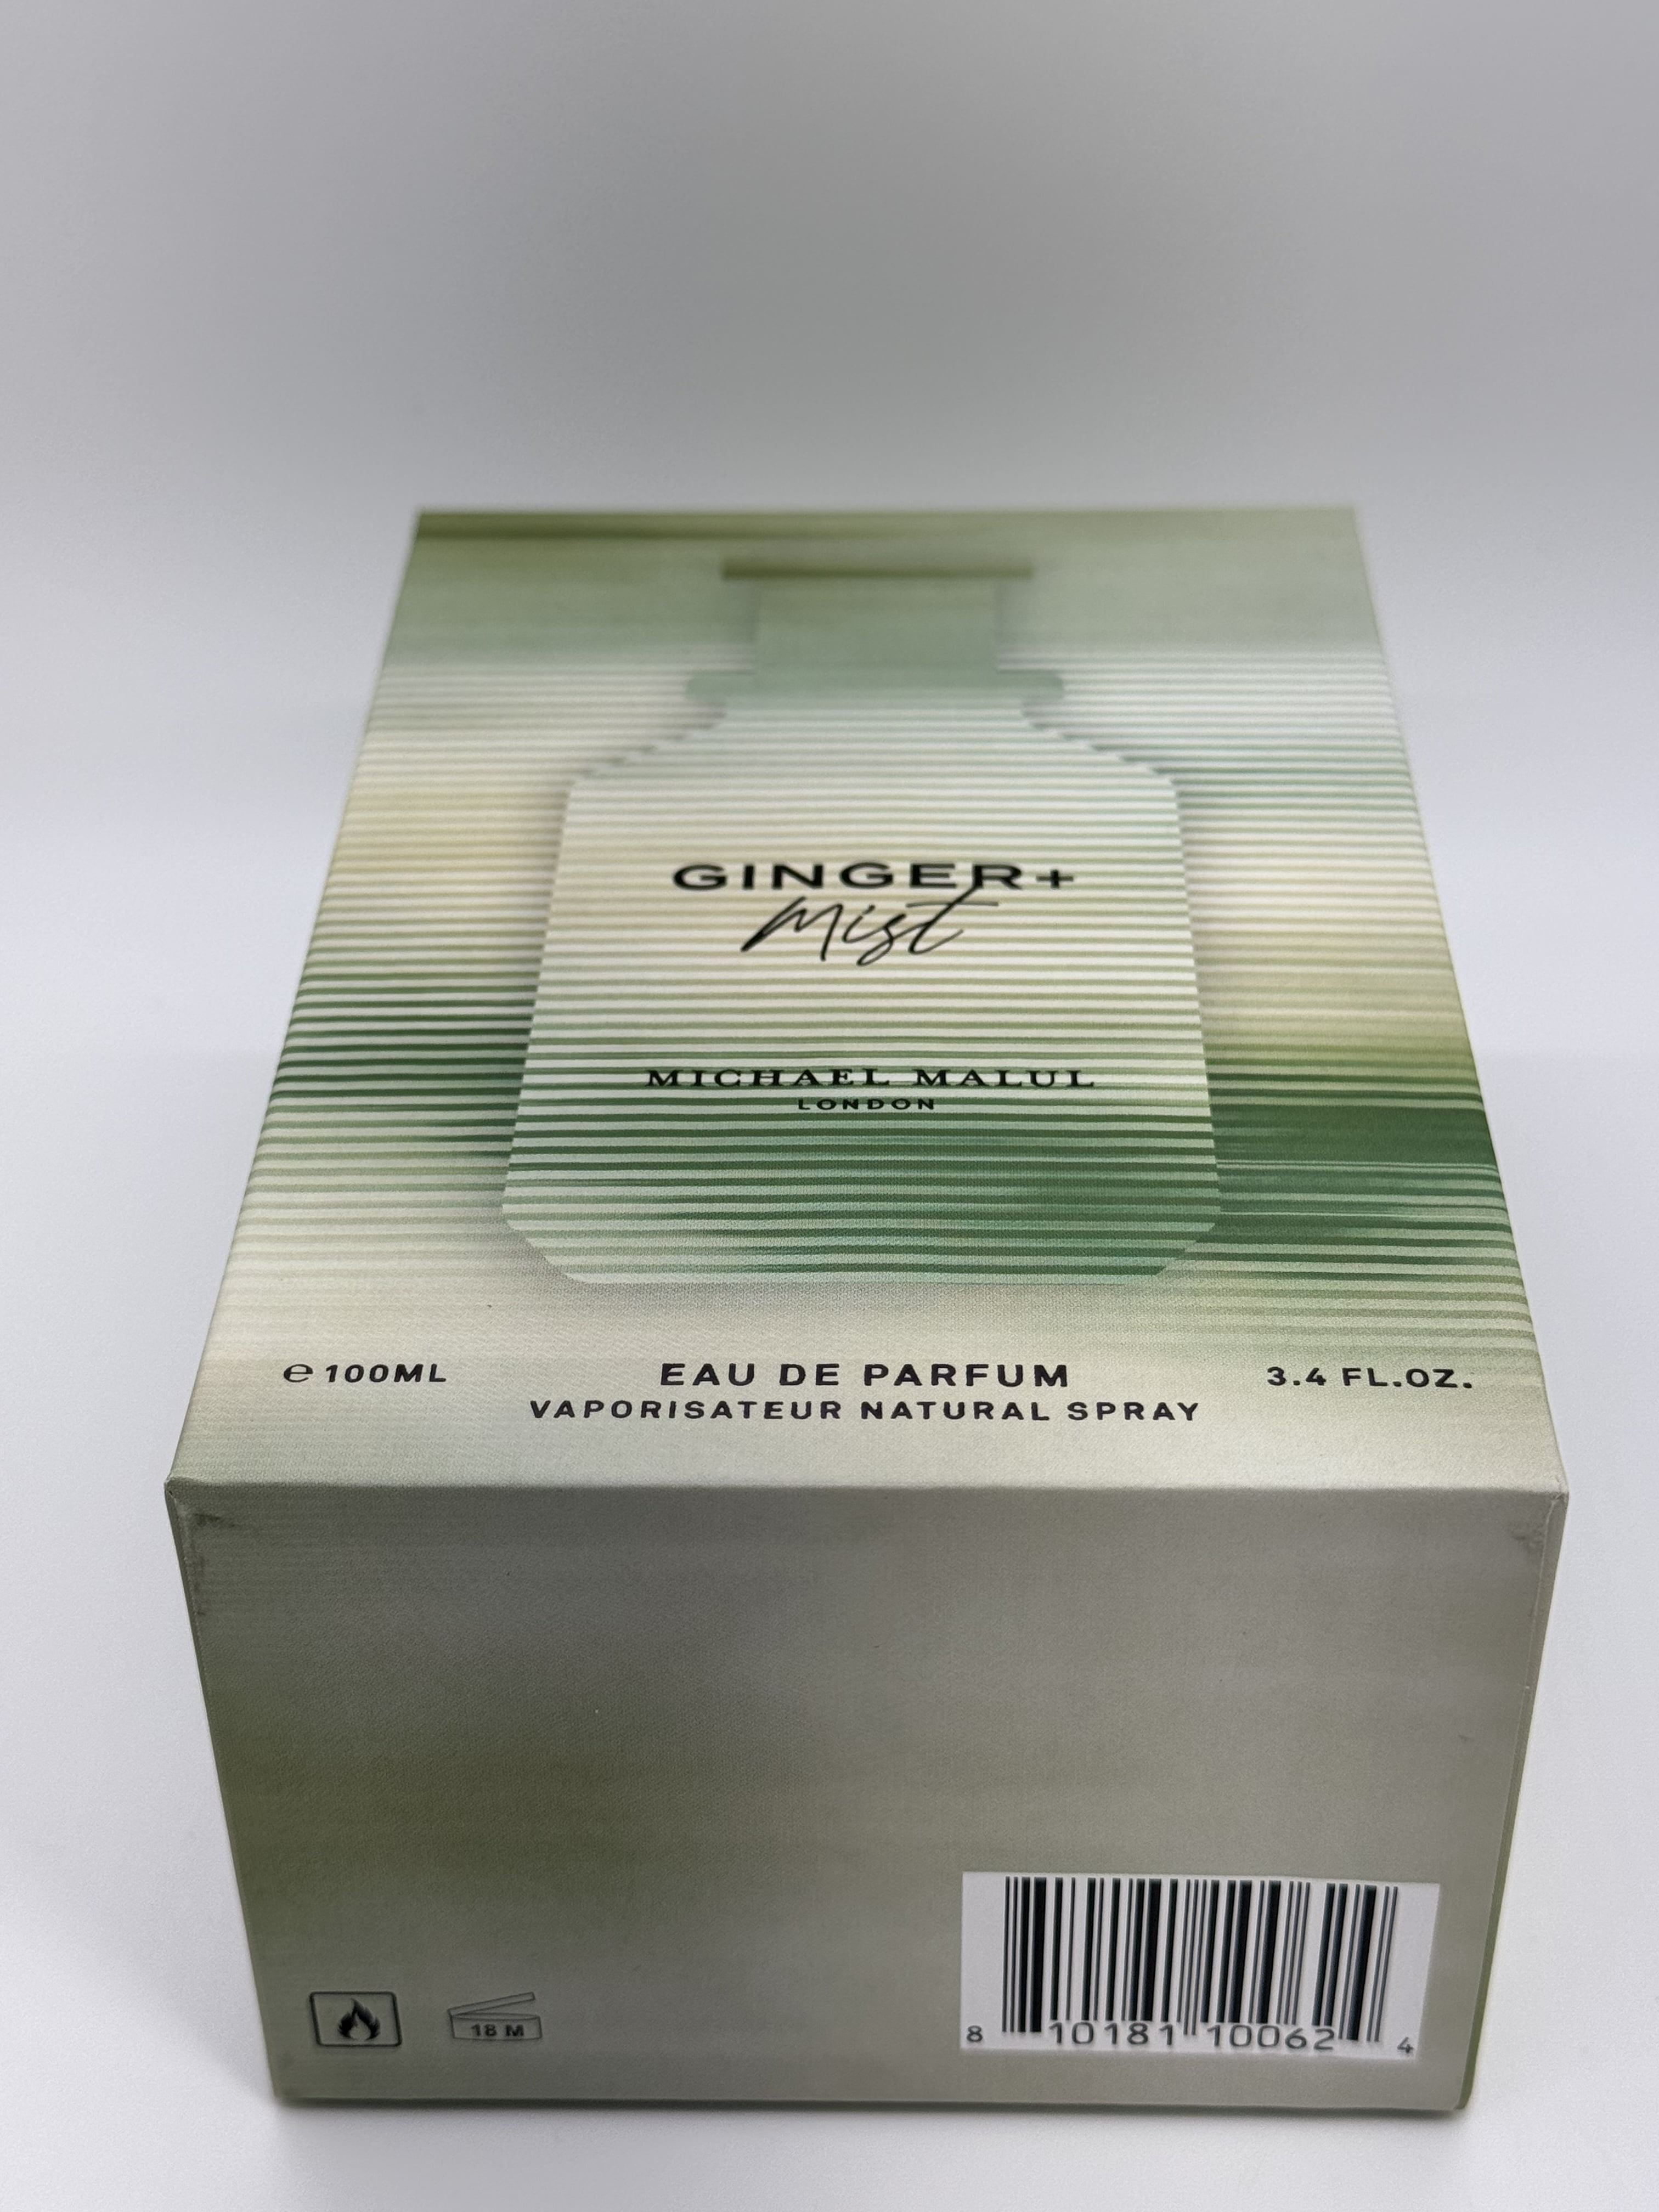 GINGER+
Mist
MICHAEL MALUL
LONDON
℮100ML EAU DE PARFUM 3.4 FL.OZ.
VAPORISATEUR NATURAL SPRAY
18 M
8 10181 10062 4